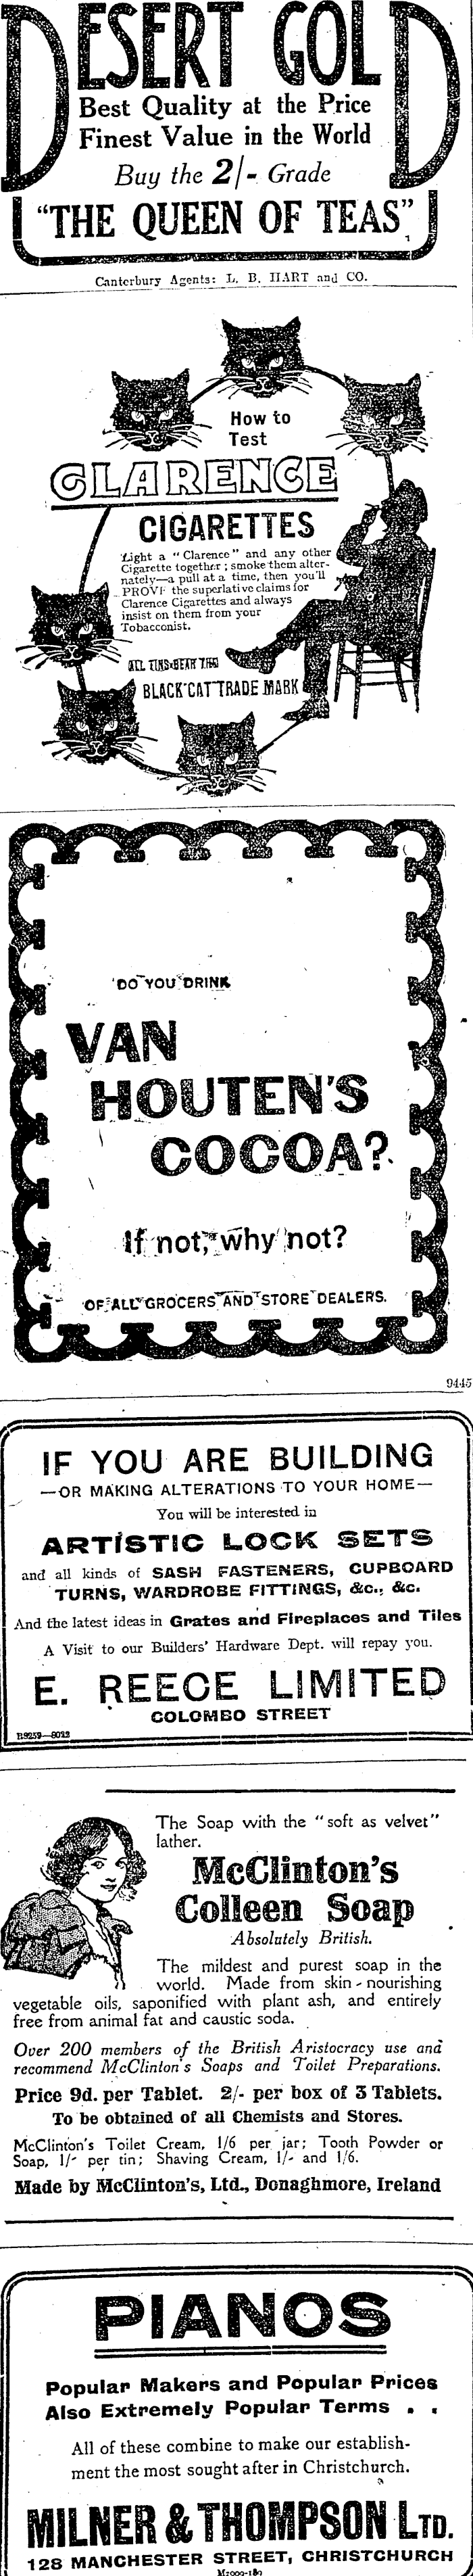 DESERT GOLD
Best Quality at the Price
Finest Value in the World
Buy the 2/- Grade
"THE QUEEN OF TEAS"
Canterbury Agents: L. B. HART and CO.
How to
Test
CLARENCE
CIGARETTES
Light a "Clarence" and any other
Cigarette together; smoke them alter-
nately—a pull at a time, then you'll
PROVE the superlative claims for
Clarence Cigarettes and always
insist on them from your
Tobacconist.
ALL TINS BEAR THIS
BLACK CAT TRADE MARK
DO YOU DRINK
VAN
HOUTEN'S
COCOA?
If not, why not?
OF ALL GROCERS AND STORE DEALERS.
9445
IF YOU ARE BUILDING
—OR MAKING ALTERATIONS TO YOUR HOME—
You will be interested in
ARTISTIC LOCK SETS
and all kinds of SASH FASTENERS, CUPBOARD
TURNS, WARDROBE FITTINGS, &c., &c.
And the latest ideas in Grates and Fireplaces and Tiles
A Visit to our Builders' Hardware Dept. will repay you.
E. REECE LIMITED
COLOMBO STREET
The Soap with the "soft as velvet"
lather.
McClinton's
Colleen Soap
Absolutely British.
The mildest and purest soap in the
world. Made from skin-nourishing
vegetable oils, saponified with plant ash, and entirely
free from animal fat and caustic soda.
Over 200 members of the British Aristocracy use and
recommend McClinton's Soaps and Toilet Preparations.
Price 9d. per Tablet. 2/- per box of 3 Tablets.
To be obtained of all Chemists and Stores.
McClinton's Toilet Cream, 1/6 per jar; Tooth Powder or
Soap, 1/- per tin; Shaving Cream, 1/- and 1/6.
Made by McClinton's, Ltd., Donaghmore, Ireland
PIANOS
Popular Makers and Popular Prices
Also Extremely Popular Terms . .
All of these combine to make our establish-
ment the most sought after in Christchurch.
MILNER & THOMPSON LTD.
128 MANCHESTER STREET, CHRISTCHURCH